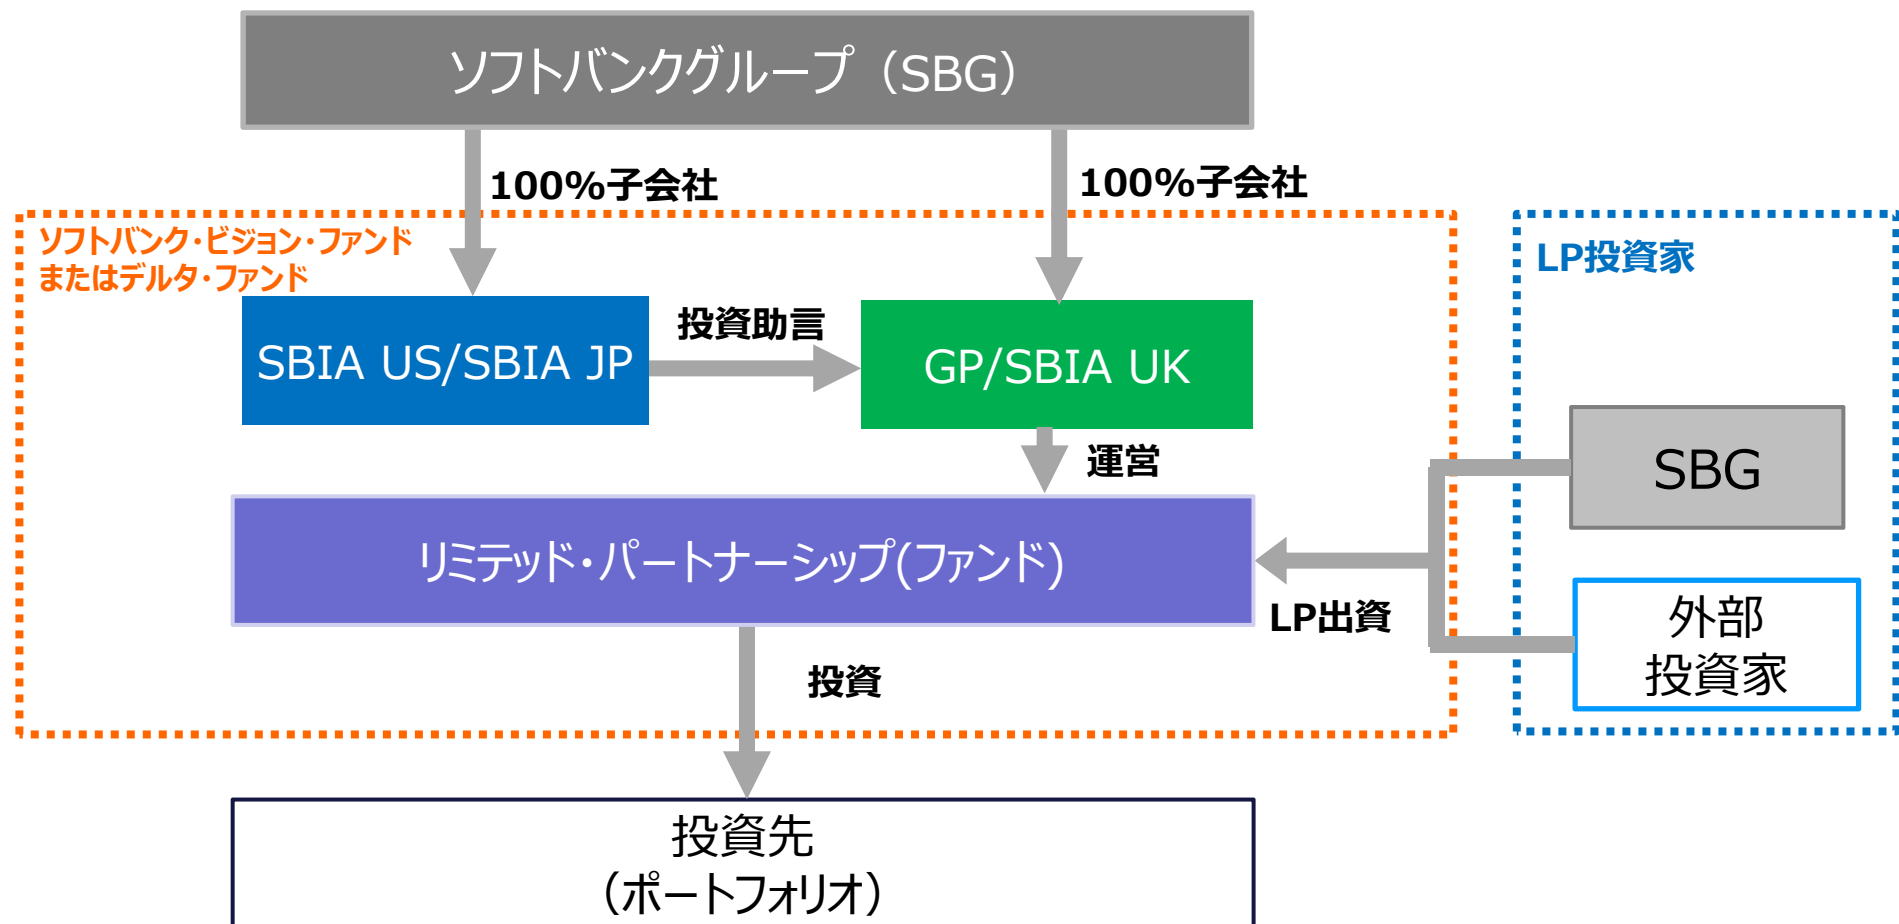 ソフトバンクグループ（SBG）
100%子会社
100%子会社
ソフトバンク・ビジョン・ファンド
またはデルタ・ファンド
LP投資家
SBIA US/SBIA JP
投資助言
GP/SBIA UK
運営
SBG
リミテッド・パートナーシップ(ファンド)
LP出資
外部
投資家
投資
投資先
（ポートフォリオ）